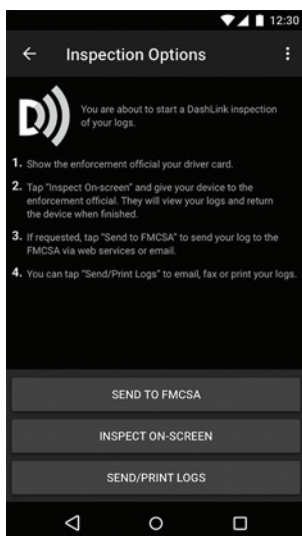 12:30
Inspection Options
D
You are about to start a DashLink inspection
of your logs.
1. Show the enforcement official your driver card.
2. Tap "Inspect On-screen" and give your device to the
enforcement official. They will view your logs and return
the device when finished.
3. If requested, tap "Send to FMCSA" to send your log to the
FMCSA via web services or email.
4. You can tap "Send/Print Logs" to email, fax or print your logs.
SEND TO FMCSA
INSPECT ON-SCREEN
SEND/PRINT LOGS